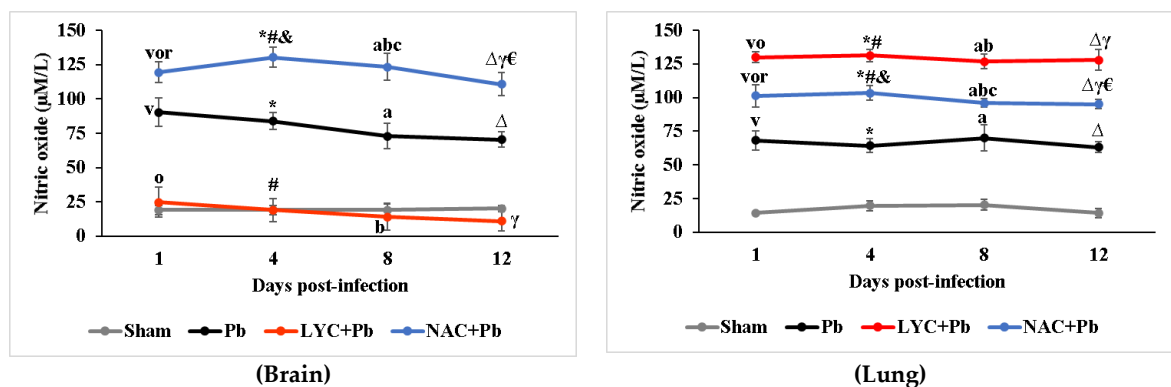 150
125
100
75
50
25
0
Nitric oxide (µM/L)
vor
*#&
abc
Δγ€
v
*
a
Δ
o
#
b
γ
1 4 8 12
Days post-infection
Sham Pb LYC+Pb NAC+Pb
(Brain)
150
125
100
75
50
25
0
Nitric oxide (µM/L)
vo
*#
ab
Δγ
vor
*#&
abc
Δγ€
v
*
a
Δ
1 4 8 12
Days post-infection
Sham Pb LYC+Pb NAC+Pb
(Lung)